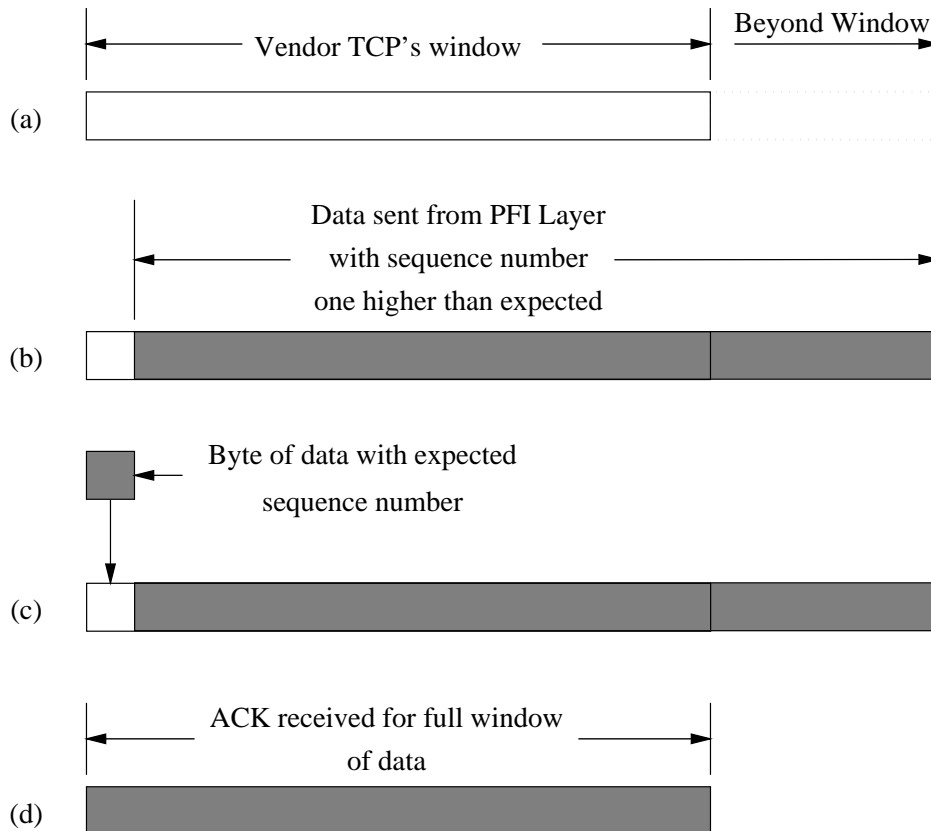 Vendor TCP's window
Beyond Window
(a)
Data sent from PFI Layer
with sequence number
one higher than expected
(b)
Byte of data with expected
sequence number
(c)
ACK received for full window
of data
(d)